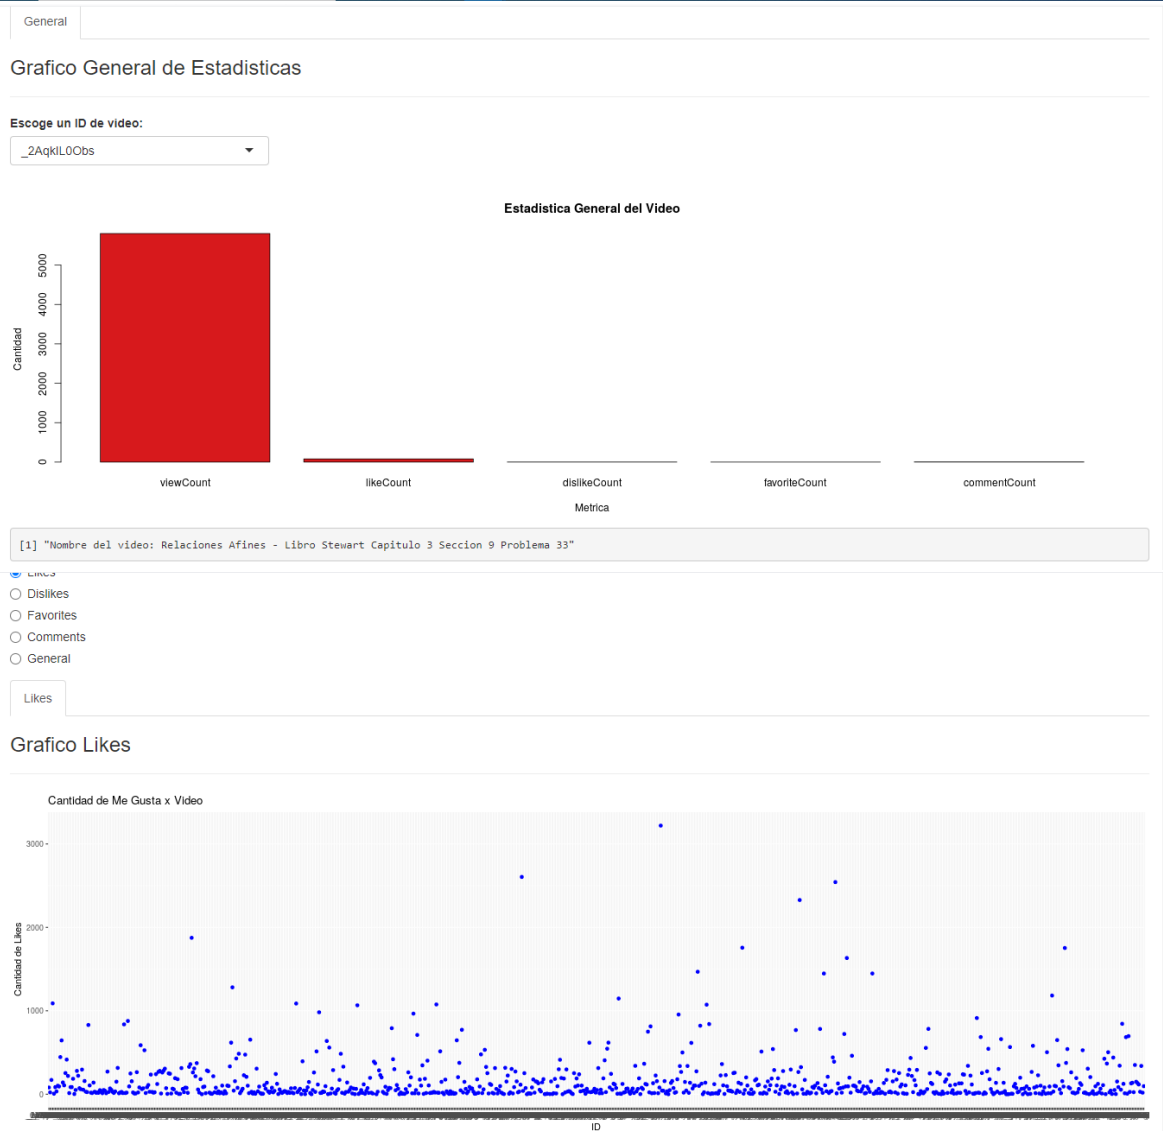 General
Grafico General de Estadisticas
Escoge un ID de video:
Estadistica General del Video
Cantidad
5000
4000
3000
2000
1000
0
viewCount likeCount dislikeCount favoriteCount commentCount
Metrica
[1] "Nombre del video: Relaciones Afines - Libro Stewart Capitulo 3 Seccion 9 Problema 33"
Likes
Dislikes
Favorites
Comments
General
Likes
Grafico Likes
Cantidad de Me Gusta x Video
Cantidad de Likes
3000
2000
1000
0
ID